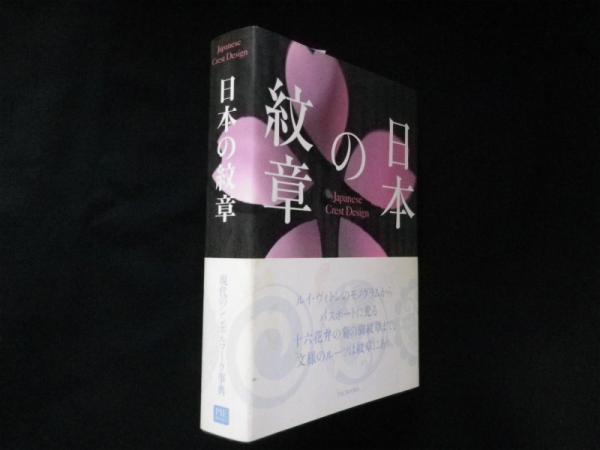 Japanese
Crest Design
日本の紋章
現代のシンボルマーク事典
PIE
日本
の
紋章
Japanese
Crest Design
ルイ・ヴィトンのモノグラムから
パスポートに光る
十六花弁の菊の御紋章まで、
文様のルーツは紋章にあり。
PIE BOOKS